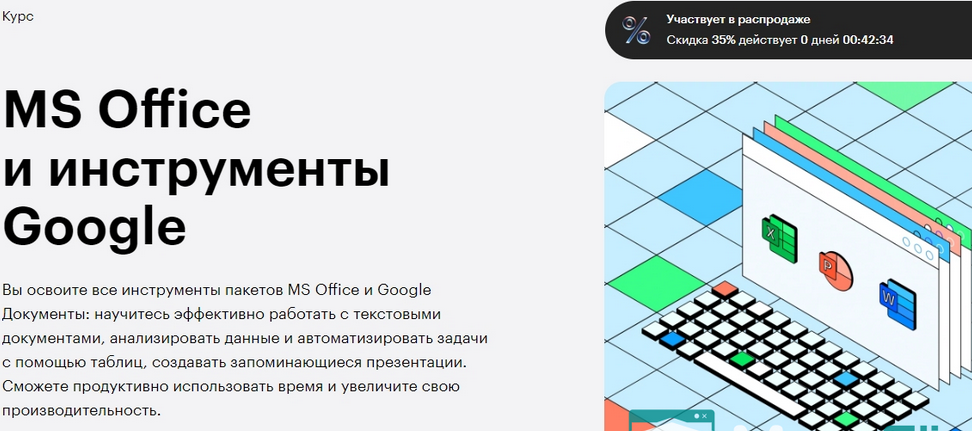 Курс
Участвует в распродаже
Скидка 35% действует 0 дней 00:42:34
MS Office
и инструменты
Google
Вы освоите все инструменты пакетов MS Office и Google
Документы: научитесь эффективно работать с текстовыми
документами, анализировать данные и автоматизировать задачи
с помощью таблиц, создавать запоминающиеся презентации.
Сможете продуктивно использовать время и увеличите свою
производительность.
X
P
W